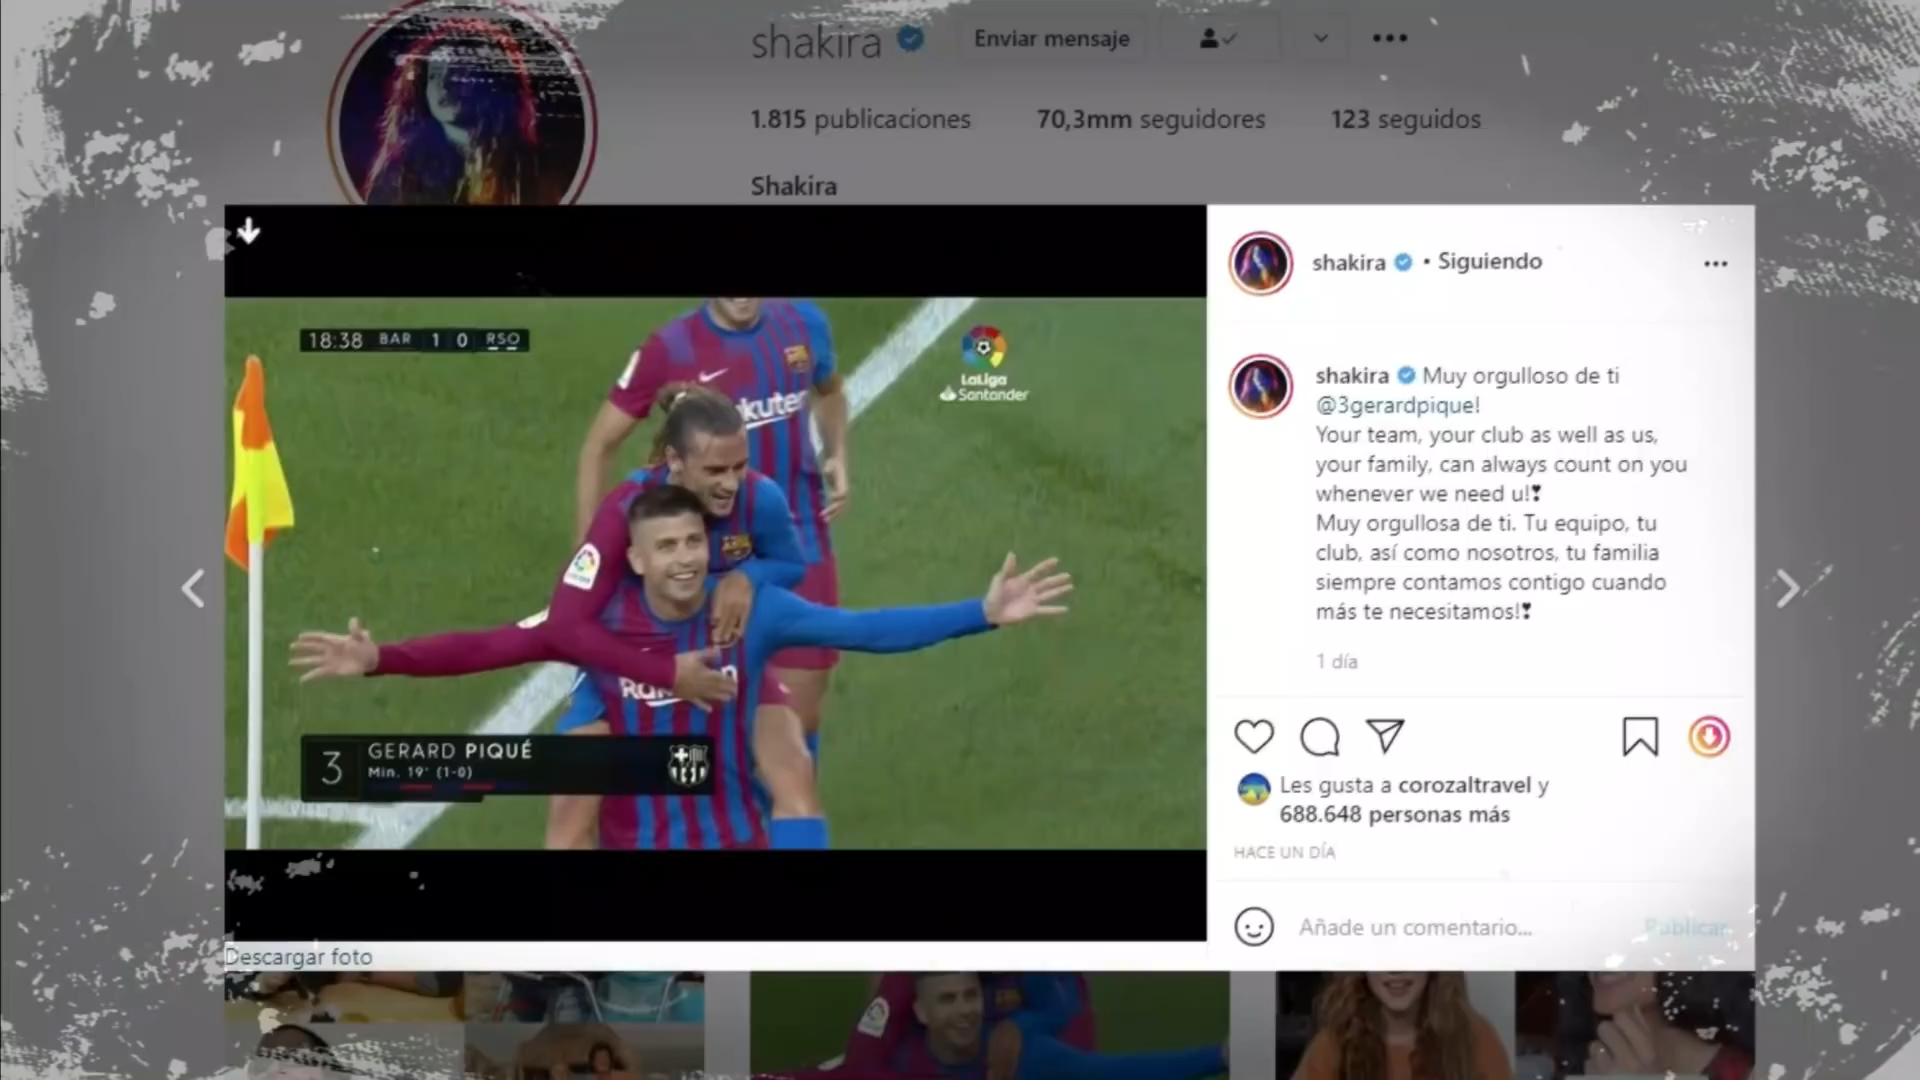 shakira
Enviar mensaje
1.815 publicaciones
70,3mm seguidores
123 seguidos
Shakira
18:38 BAR 1 0 RSO
LaLiga
Santander
kuten
3
GERARD PIQUÉ
Min. 19' (1-0)
shakira • Siguiendo
shakira Muy orgulloso de ti
@3gerardpique!
Your team, your club as well as us,
your family, can always count on you
whenever we need u!❣
Muy orgullosa de ti. Tu equipo, tu
club, así como nosotros, tu familia
siempre contamos contigo cuando
más te necesitamos!❣
1 día
Les gusta a corozaltravel y
688.648 personas más
HACE UN DÍA
Añade un comentario...
Publicar
Descargar foto